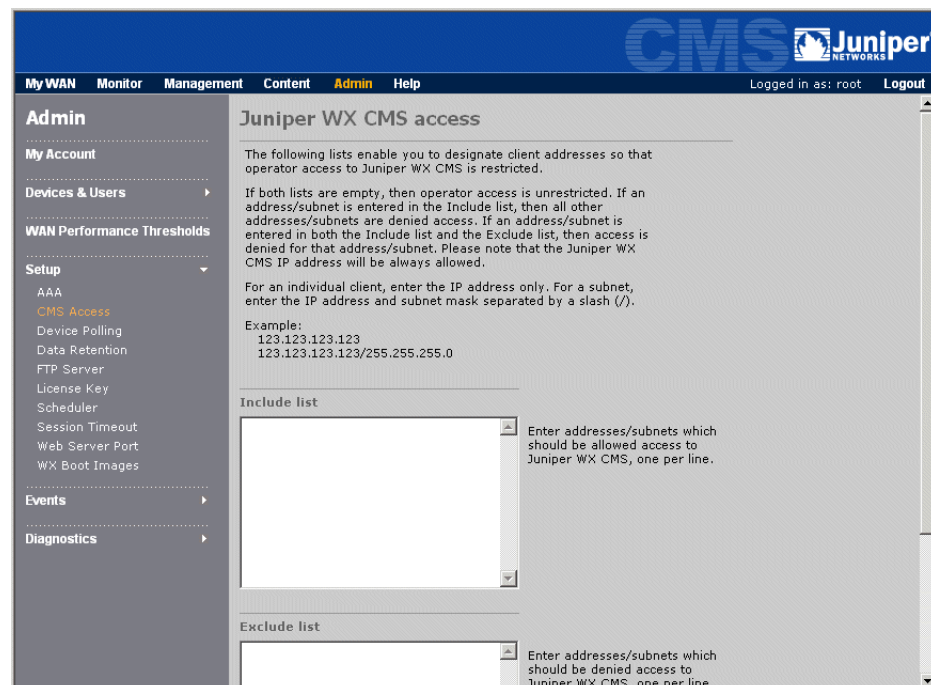 CMS
Juniper
NETWORKS
My WAN Monitor Management Content Admin Help
Logged in as: root Logout
Admin
My Account
Devices & Users
WAN Performance Thresholds
Setup
AAA
CMS Access
Device Polling
Data Retention
FTP Server
License Key
Scheduler
Session Timeout
Web Server Port
WX Boot Images
Events
Diagnostics
Juniper WX CMS access
The following lists enable you to designate client addresses so that
operator access to Juniper WX CMS is restricted.
If both lists are empty, then operator access is unrestricted. If an
address/subnet is entered in the Include list, then all other
addresses/subnets are denied access. If an address/subnet is
entered in both the Include list and the Exclude list, then access is
denied for that address/subnet. Please note that the Juniper WX
CMS IP address will be always allowed.
For an individual client, enter the IP address only. For a subnet,
enter the IP address and subnet mask separated by a slash (/).
Example:
123.123.123.123
123.123.123.123/255.255.255.0
Include list
Enter addresses/subnets which
should be allowed access to
Juniper WX CMS, one per line.
Exclude list
Enter addresses/subnets which
should be denied access to
Juniper WX CMS, one per line